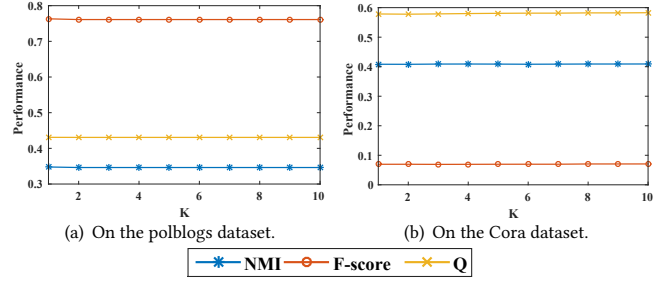 0.8
0.7
0.6
0.5
0.4
0.3
Performance
2 4 6 8 10
K
(a) On the polblogs dataset.
0.6
0.5
0.4
0.3
0.2
0.1
0
Performance
2 4 6 8 10
K
(b) On the Cora dataset.
NMI F-score Q